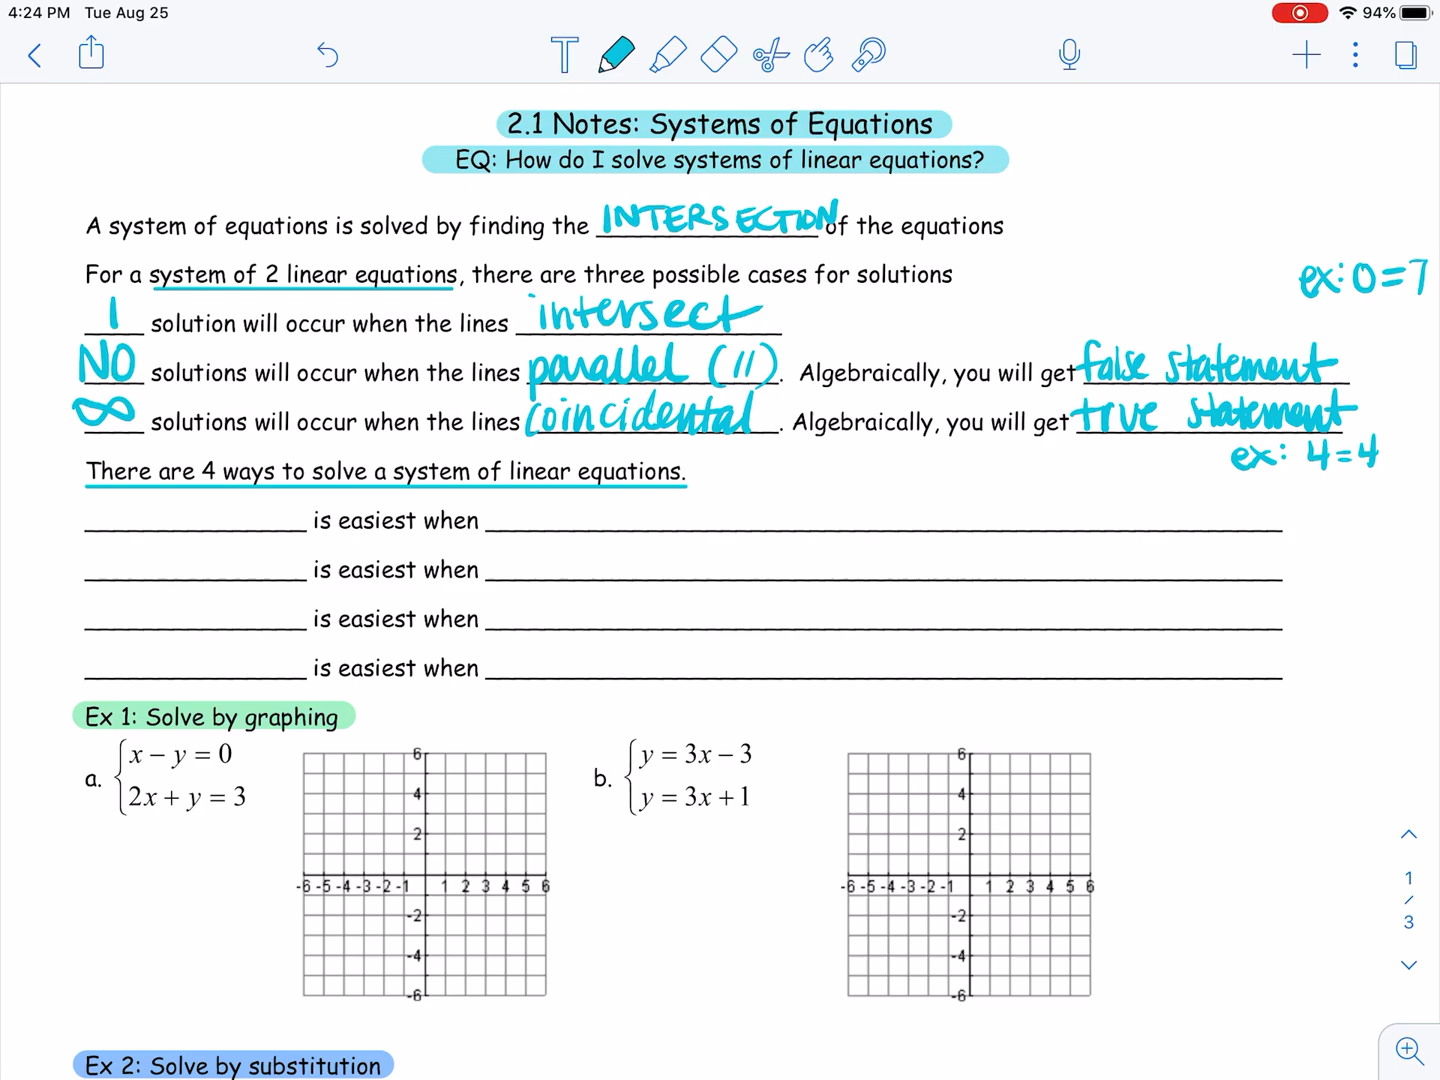 4:24 PM Tue Aug 25 94%
2.1 Notes: Systems of Equations
EQ: How do I solve systems of linear equations?
A system of equations is solved by finding the INTERSECTION of the equations
For a system of 2 linear equations, there are three possible cases for solutions
ex: 0=7
1 solution will occur when the lines intersect
NO solutions will occur when the lines parallel (//). Algebraically, you will get false statement
∞ solutions will occur when the lines coincidental. Algebraically, you will get true statement
ex: 4=4
There are 4 ways to solve a system of linear equations.
____ is easiest when ____
____ is easiest when ____
____ is easiest when ____
____ is easiest when ____
Ex 1: Solve by graphing
a. x − y = 0
2x + y = 3
b. y = 3x − 3
y = 3x + 1
6
4
2
-6 -5 -4 -3 -2 -1 1 2 3 4 5 6
-2
-4
-6
6
4
2
-6 -5 -4 -3 -2 -1 1 2 3 4 5 6
-2
-4
-6
1
/
3
Ex 2: Solve by substitution